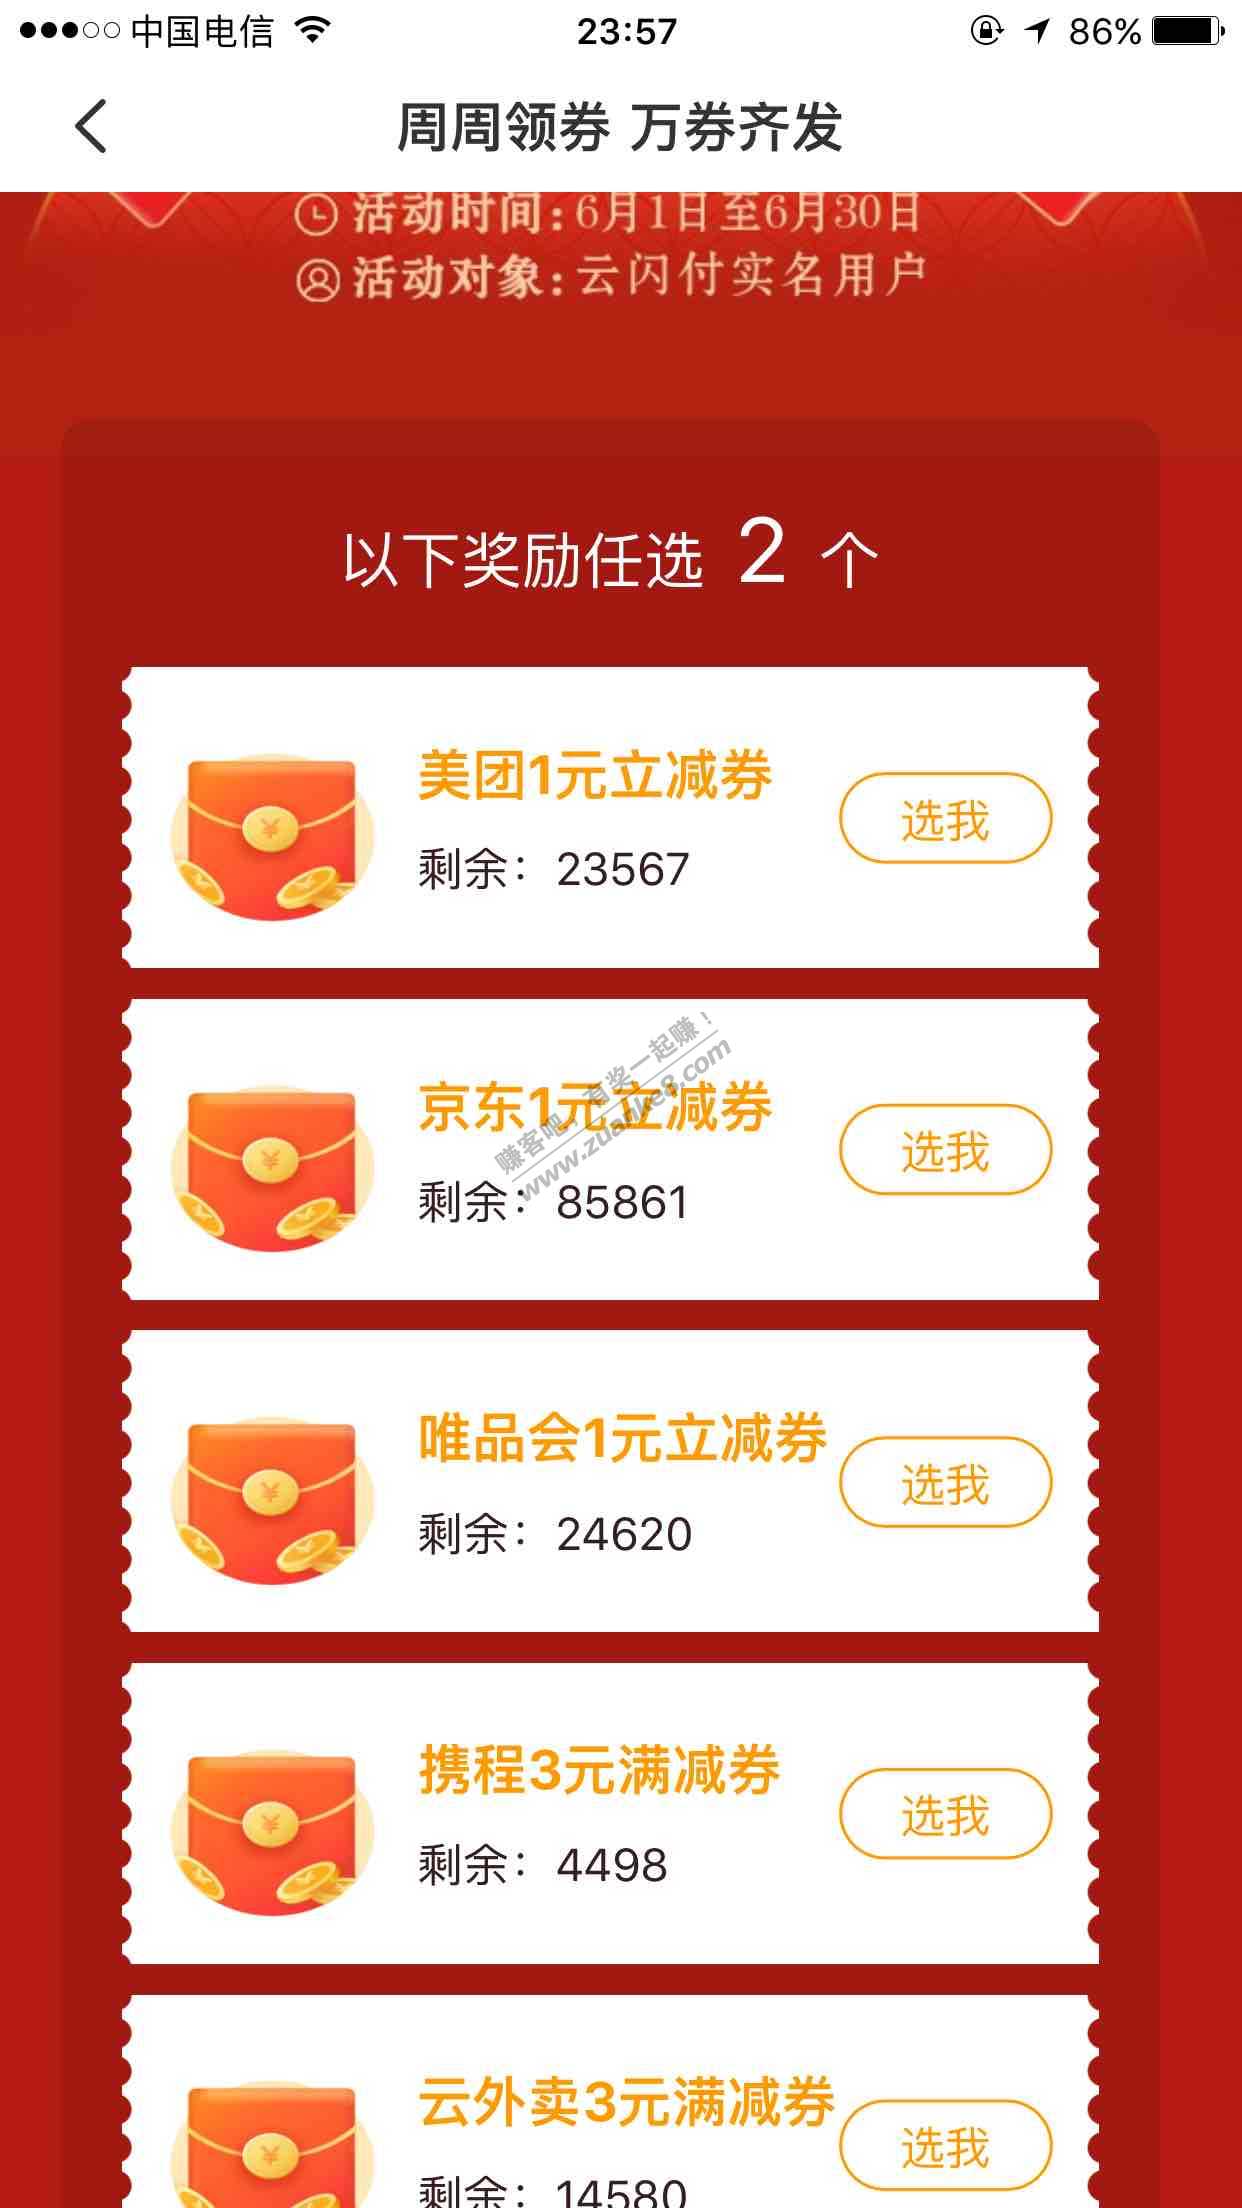 中国电信 23:57 86%
周周领券 万券齐发
活动时间:6月1日至6月30日
活动对象:云闪付实名用户
以下奖励任选 2 个
美团1元立减券
剩余：23567
选我
京东1元立减券
剩余：85861
选我
赚客吧，有奖一起赚！
www.zuanke8.com
唯品会1元立减券
剩余：24620
选我
携程3元满减券
剩余：4498
选我
云外卖3元满减券
剩余：14580
选我